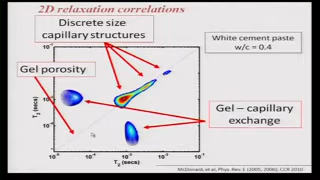 2D relaxation correlations
Discrete size
capillary structures
White cement paste
w/c = 0.4
Gel porosity
Gel – capillary
exchange
T₂ (secs)
T₁ (secs)
McDonald, et al, Phys. Rev. E (2005, 2006); CCR 2010